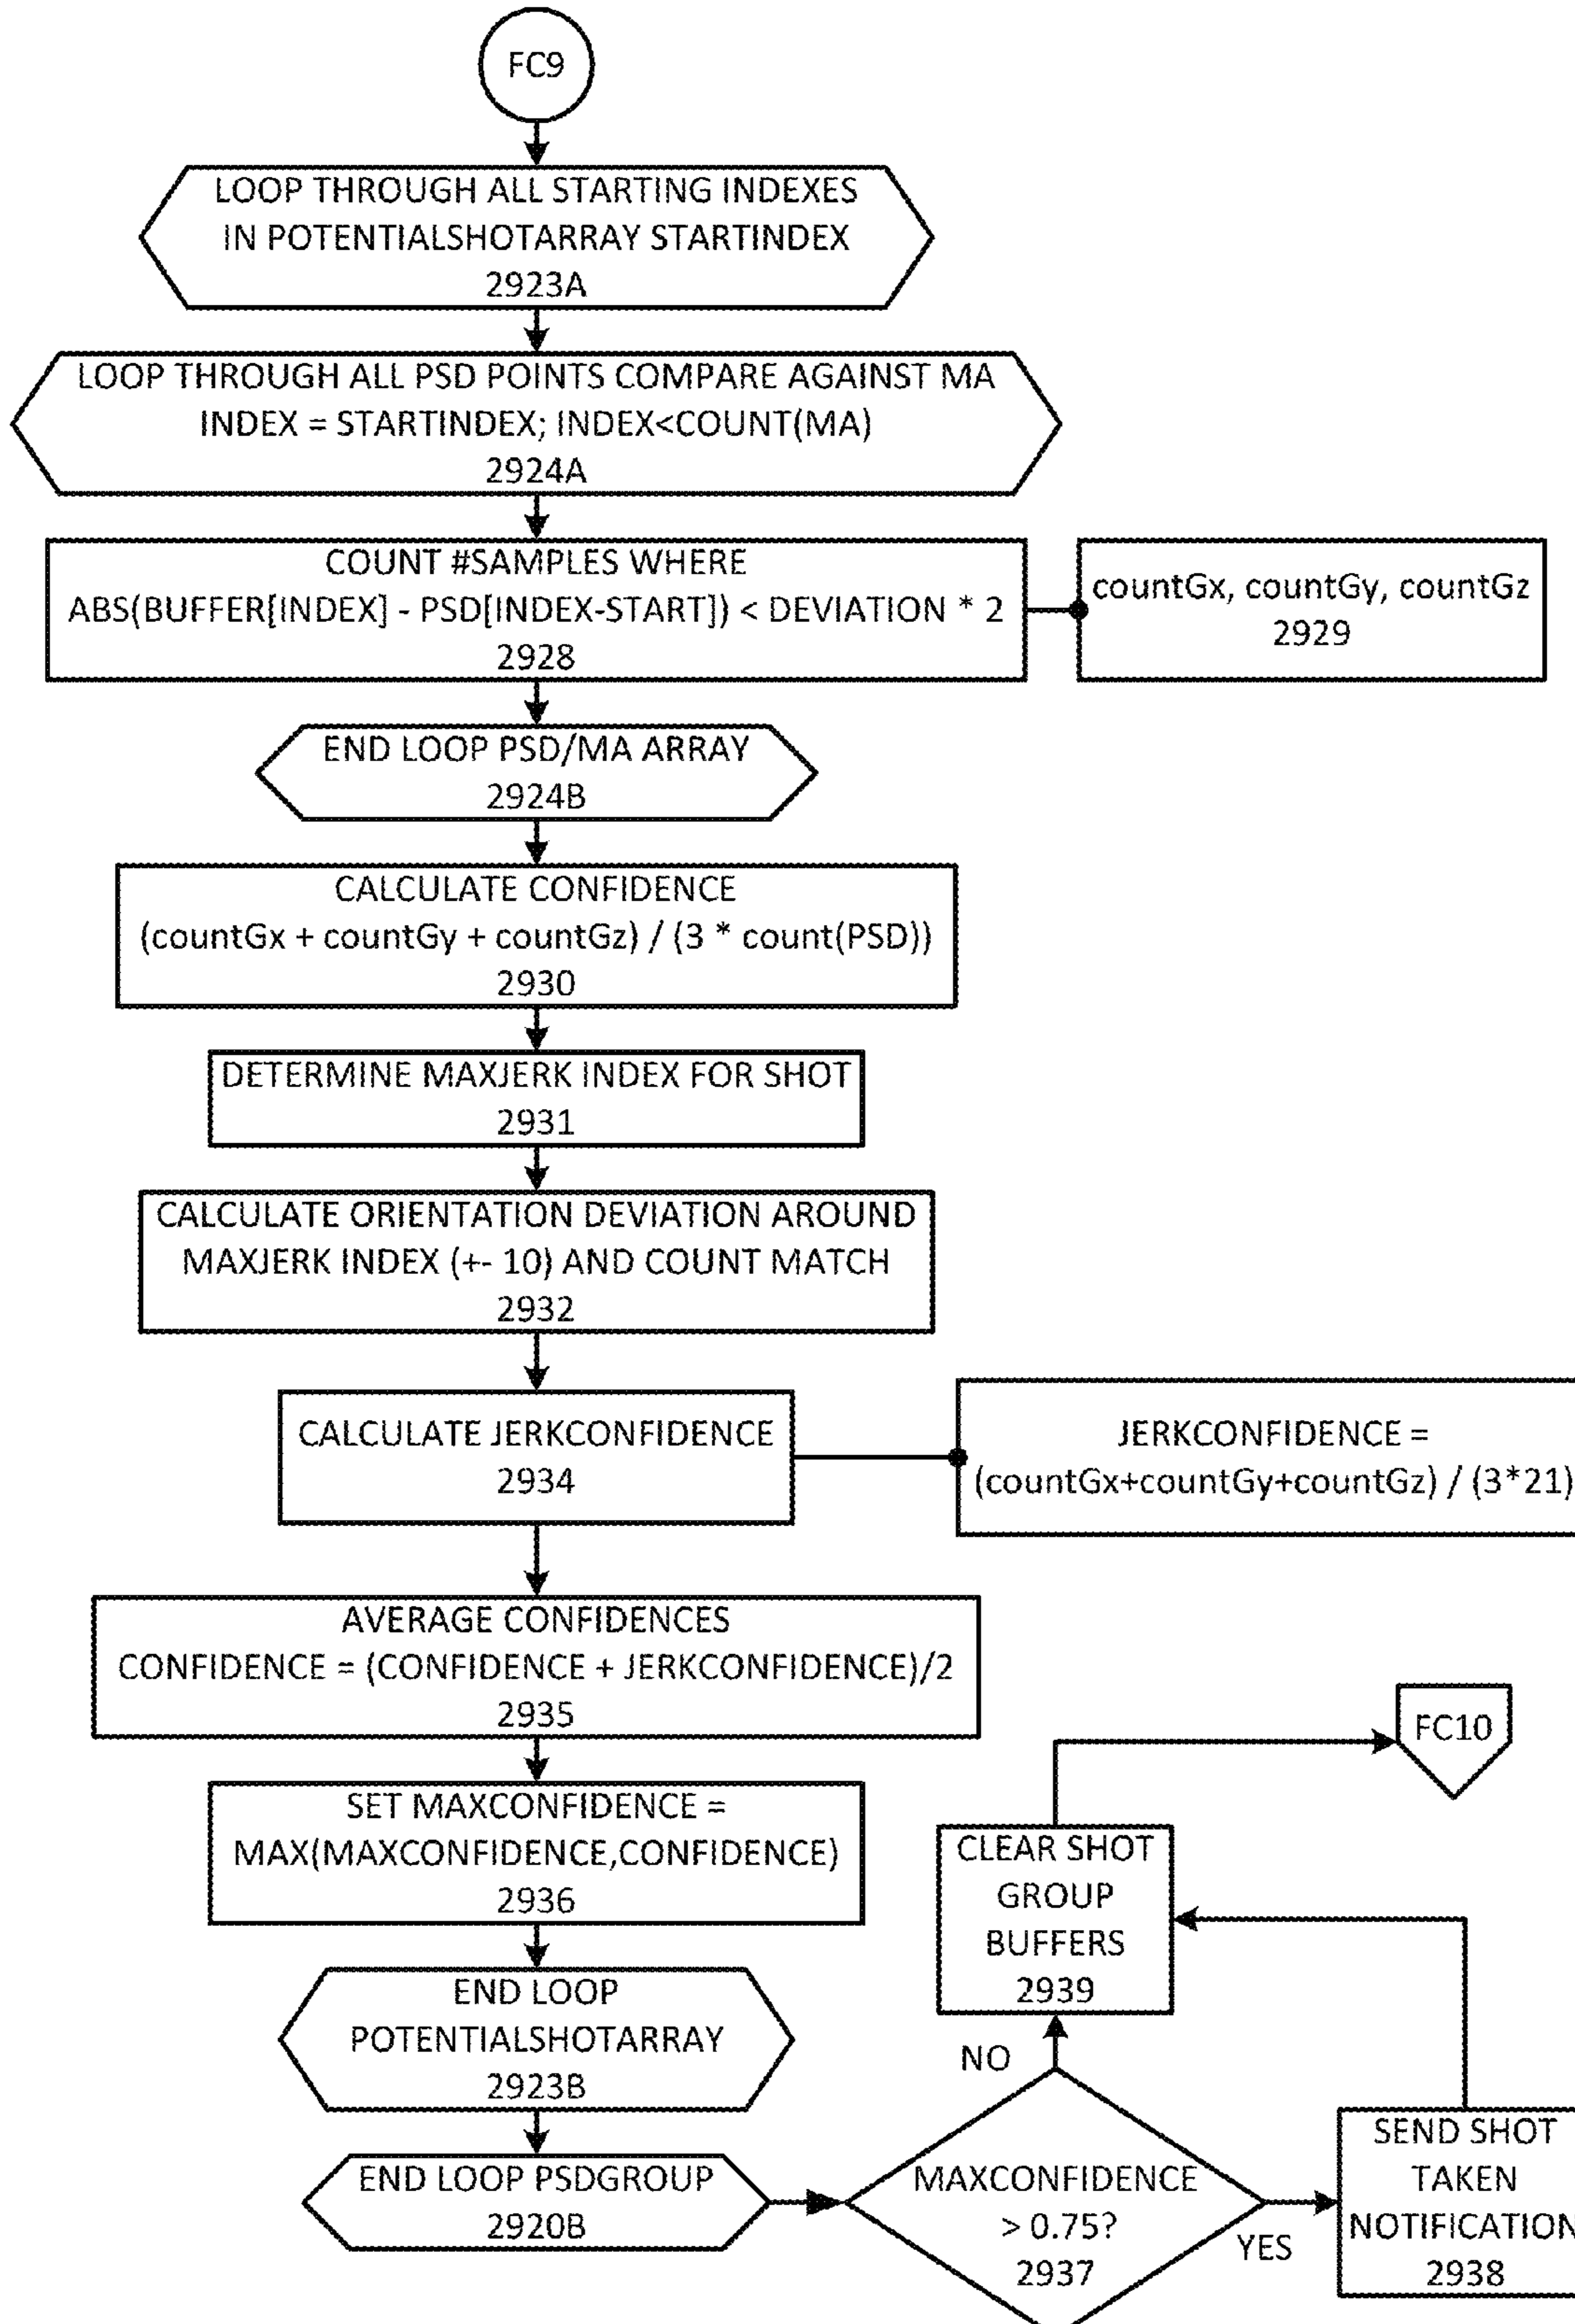 FC9
LOOP THROUGH ALL STARTING INDEXES
IN POTENTIALSHOTARRAY STARTINDEX
2923A
LOOP THROUGH ALL PSD POINTS COMPARE AGAINST MA
INDEX = STARTINDEX; INDEX<COUNT(MA)
2924A
COUNT #SAMPLES WHERE
ABS(BUFFER[INDEX] - PSD[INDEX-START]) < DEVIATION * 2
2928
countGx, countGy, countGz
2929
END LOOP PSD/MA ARRAY
2924B
CALCULATE CONFIDENCE
(countGx + countGy + countGz) / (3 * count(PSD))
2930
DETERMINE MAXJERK INDEX FOR SHOT
2931
CALCULATE ORIENTATION DEVIATION AROUND
MAXJERK INDEX (+- 10) AND COUNT MATCH
2932
CALCULATE JERKCONFIDENCE
2934
JERKCONFIDENCE =
(countGx+countGy+countGz) / (3*21)
AVERAGE CONFIDENCES
CONFIDENCE = (CONFIDENCE + JERKCONFIDENCE)/2
2935
SET MAXCONFIDENCE =
MAX(MAXCONFIDENCE,CONFIDENCE)
2936
END LOOP
POTENTIALSHOTARRAY
2923B
END LOOP PSDGROUP
2920B
MAXCONFIDENCE
> 0.75?
2937
NO
YES
SEND SHOT
TAKEN
NOTIFICATION
2938
CLEAR SHOT
GROUP
BUFFERS
2939
FC10